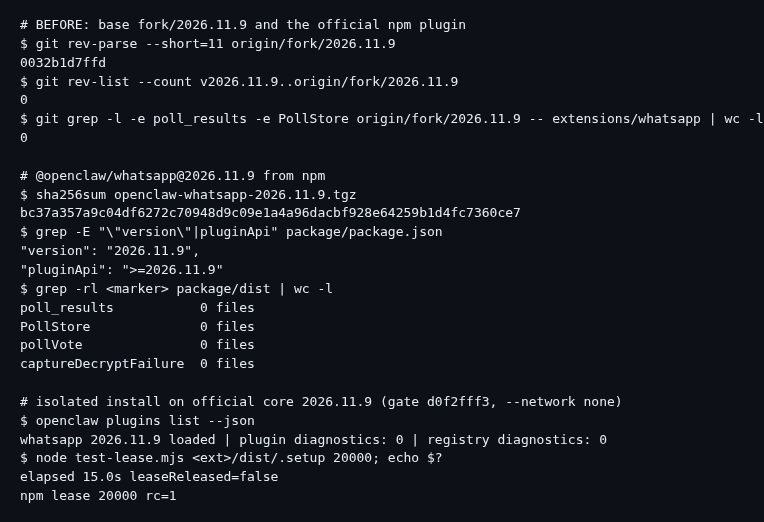 # BEFORE: base fork/2026.11.9 and the official npm plugin
$ git rev-parse --short=11 origin/fork/2026.11.9
0032b1d7ffd
$ git rev-list --count v2026.11.9..origin/fork/2026.11.9
0
$ git grep -l -e poll_results -e PollStore origin/fork/2026.11.9 -- extensions/whatsapp | wc -l
0
# @openclaw/whatsapp@2026.11.9 from npm
$ sha256sum openclaw-whatsapp-2026.11.9.tgz
bc37a357a9c04df6272c70948d9c09e1a4a96dacbf928e64259b1d4fc7360ce7
$ grep -E "\"version\"|pluginApi" package/package.json
"version": "2026.11.9",
"pluginApi": ">=2026.11.9"
$ grep -rl <marker> package/dist | wc -l
poll_results           0 files
PollStore              0 files
pollVote               0 files
captureDecryptFailure  0 files
# isolated install on official core 2026.11.9 (gate d0f2fff3, --network none)
$ openclaw plugins list --json
whatsapp 2026.11.9 loaded | plugin diagnostics: 0 | registry diagnostics: 0
$ node test-lease.mjs <ext>/dist/.setup 20000; echo $?
elapsed 15.0s leaseReleased=false
npm lease 20000 rc=1